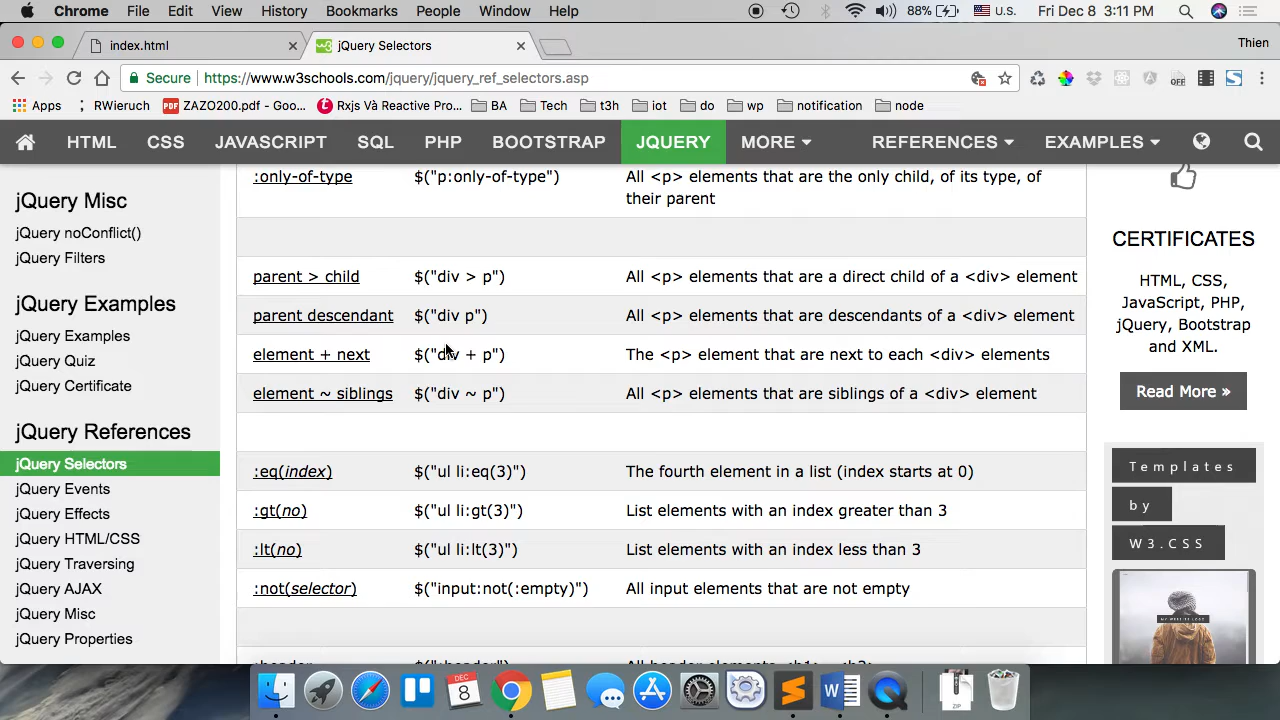 Chrome File Edit View History Bookmarks People Window Help 88% U.S. Fri Dec 8 3:11 PM
index.html × jQuery Selectors × Thien
Secure https://www.w3schools.com/jquery/jquery_ref_selectors.asp
Apps RWieruch ZAZO200.pdf - Goo... Rxjs Và Reactive Pro... BA Tech t3h iot do wp notification node
HTML CSS JAVASCRIPT SQL PHP BOOTSTRAP JQUERY MORE REFERENCES EXAMPLES
jQuery Misc
jQuery noConflict()
jQuery Filters
jQuery Examples
jQuery Examples
jQuery Quiz
jQuery Certificate
jQuery References
jQuery Selectors
jQuery Events
jQuery Effects
jQuery HTML/CSS
jQuery Traversing
jQuery AJAX
jQuery Misc
jQuery Properties
:only-of-type $("p:only-of-type") All <p> elements that are the only child, of its type, of
their parent
parent > child $("div > p") All <p> elements that are a direct child of a <div> element
parent descendant $("div p") All <p> elements that are descendants of a <div> element
element + next $("div + p") The <p> element that are next to each <div> elements
element ~ siblings $("div ~ p") All <p> elements that are siblings of a <div> element
:eq(index) $("ul li:eq(3)") The fourth element in a list (index starts at 0)
:gt(no) $("ul li:gt(3)") List elements with an index greater than 3
:lt(no) $("ul li:lt(3)") List elements with an index less than 3
:not(selector) $("input:not(:empty)") All input elements that are not empty
:header $(":header") All header elements <h1>, <h2>
CERTIFICATES
HTML, CSS,
JavaScript, PHP,
jQuery, Bootstrap
and XML.
Read More »
Templates
by
W3.CSS
DEC
8
ZIP